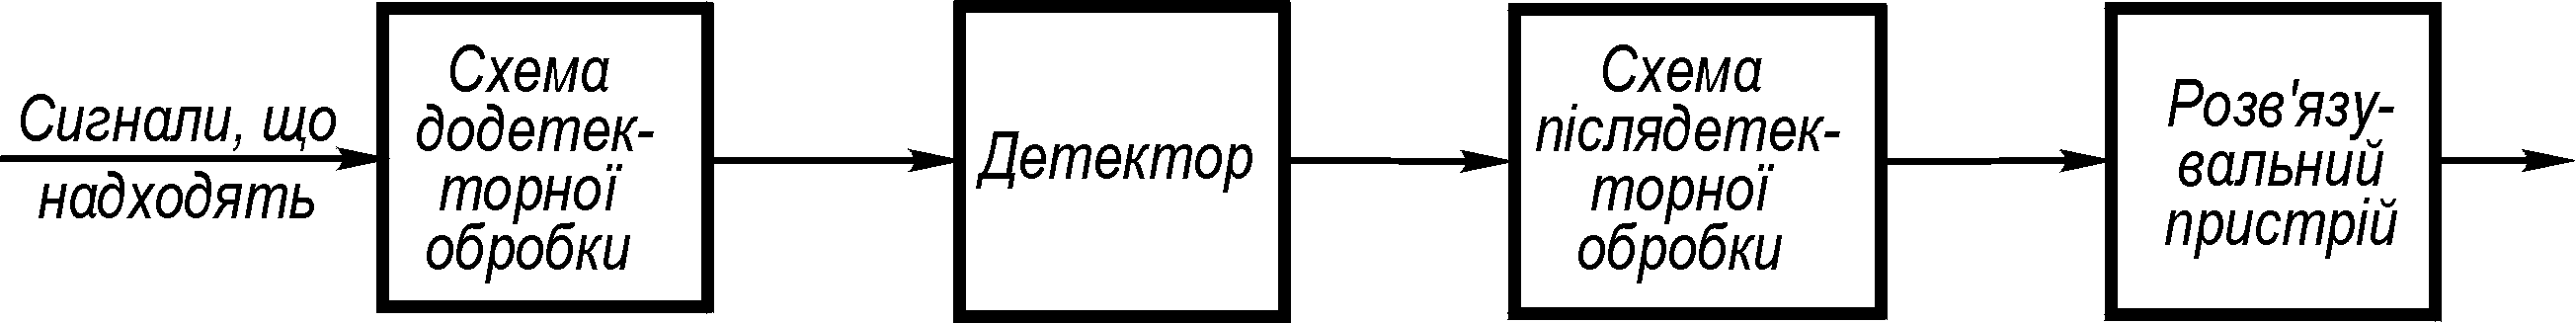 Сигнали, що
надходять
Схема
додетек-
торної
обробки
Детектор
Схема
післядетек-
торної
обробки
Розв'язу-
вальний
пристрій